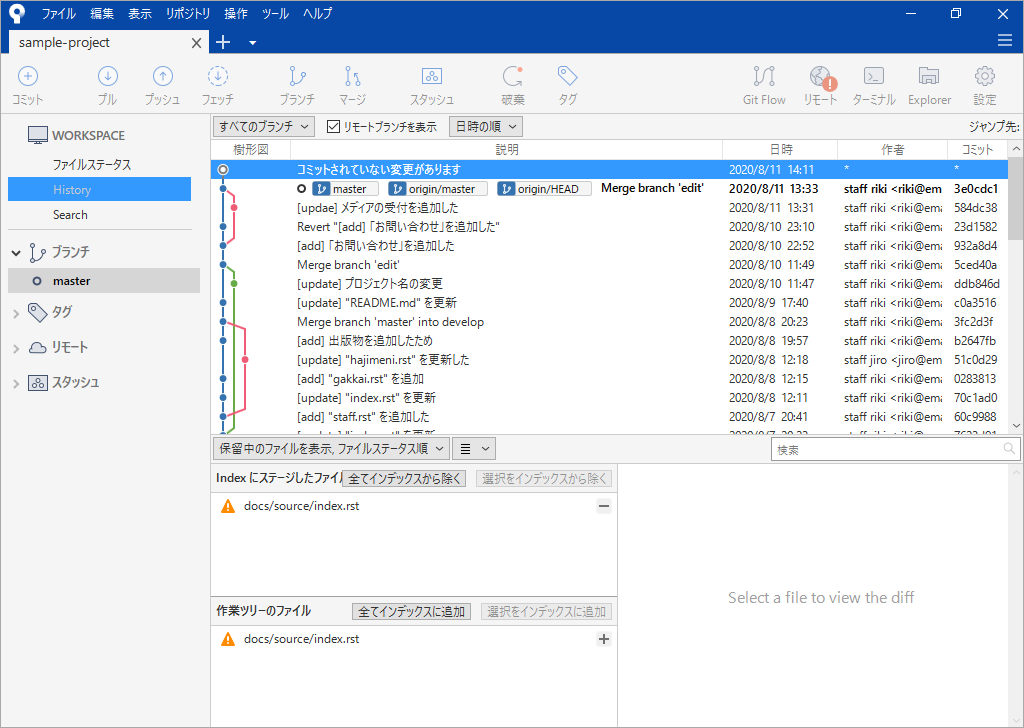 ファイル 編集 表示 リポジトリ 操作 ツール ヘルプ
sample-project
コミット プル プッシュ フェッチ ブランチ マージ スタッシュ 破棄 タグ Git Flow リモート ターミナル Explorer 設定
WORKSPACE
ファイルステータス
History
Search
ブランチ
master
タグ
リモート
スタッシュ
すべてのブランチ リモートブランチを表示 日時の順 ジャンプ先:
樹形図 説明 日時 作者 コミット
コミットされていない変更があります 2020/8/11 14:11 * *
master origin/master origin/HEAD Merge branch 'edit' 2020/8/11 13:33 staff riki <riki@em 3e0cdc1
[updae] メディアの受付を追加した 2020/8/11 13:31 staff riki <riki@ema 584dc38
Revert "[add] 「お問い合わせ」を追加した" 2020/8/10 23:10 staff riki <riki@ema 23d1582
[add] 「お問い合わせ」を追加した 2020/8/10 22:52 staff riki <riki@ema 932a8d4
Merge branch 'edit' 2020/8/10 11:49 staff riki <riki@ema 5ced40a
[update] プロジェクト名の変更 2020/8/10 11:47 staff riki <riki@ema ddb846d
[update] "README.md" を更新 2020/8/9 17:40 staff riki <riki@ema c0a3516
Merge branch 'master' into develop 2020/8/8 20:23 staff riki <riki@ema 3fc2d3f
[add] 出版物を追加したため 2020/8/8 19:57 staff riki <riki@ema b2647fb
[update] "hajimeni.rst" を更新した 2020/8/8 12:18 staff jiro <jiro@em 51c0d29
[add] "gakkai.rst" を追加 2020/8/8 12:15 staff riki <riki@ema 0283813
[update] "index.rst" を更新 2020/8/8 12:11 staff riki <riki@ema 70c1ad0
[add] "staff.rst" を追加した 2020/8/7 20:41 staff riki <riki@ema 60c9988
保留中のファイルを表示, ファイルステータス順 検索
Index にステージしたファイル 全てインデックスから除く 選択をインデックスから除く
docs/source/index.rst
作業ツリーのファイル 全てインデックスに追加 選択をインデックスに追加
docs/source/index.rst
Select a file to view the diff